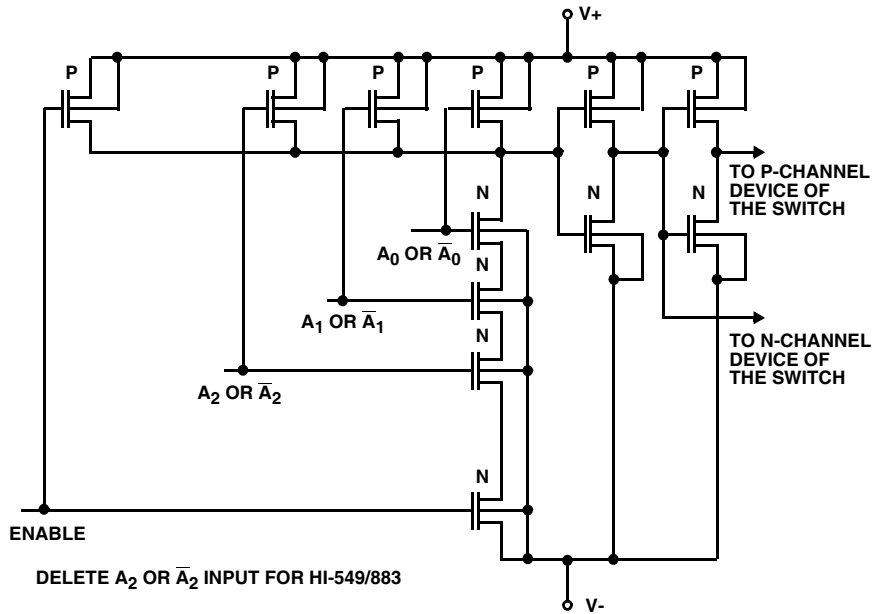 V+
P
P
P
P
P
P
TO P-CHANNEL
DEVICE OF
THE SWITCH
N
N
N
A0 OR A̅0
N
A1 OR A̅1
TO N-CHANNEL
DEVICE OF
THE SWITCH
N
A2 OR A̅2
N
ENABLE
DELETE A2 OR A̅2 INPUT FOR HI-549/883
V-